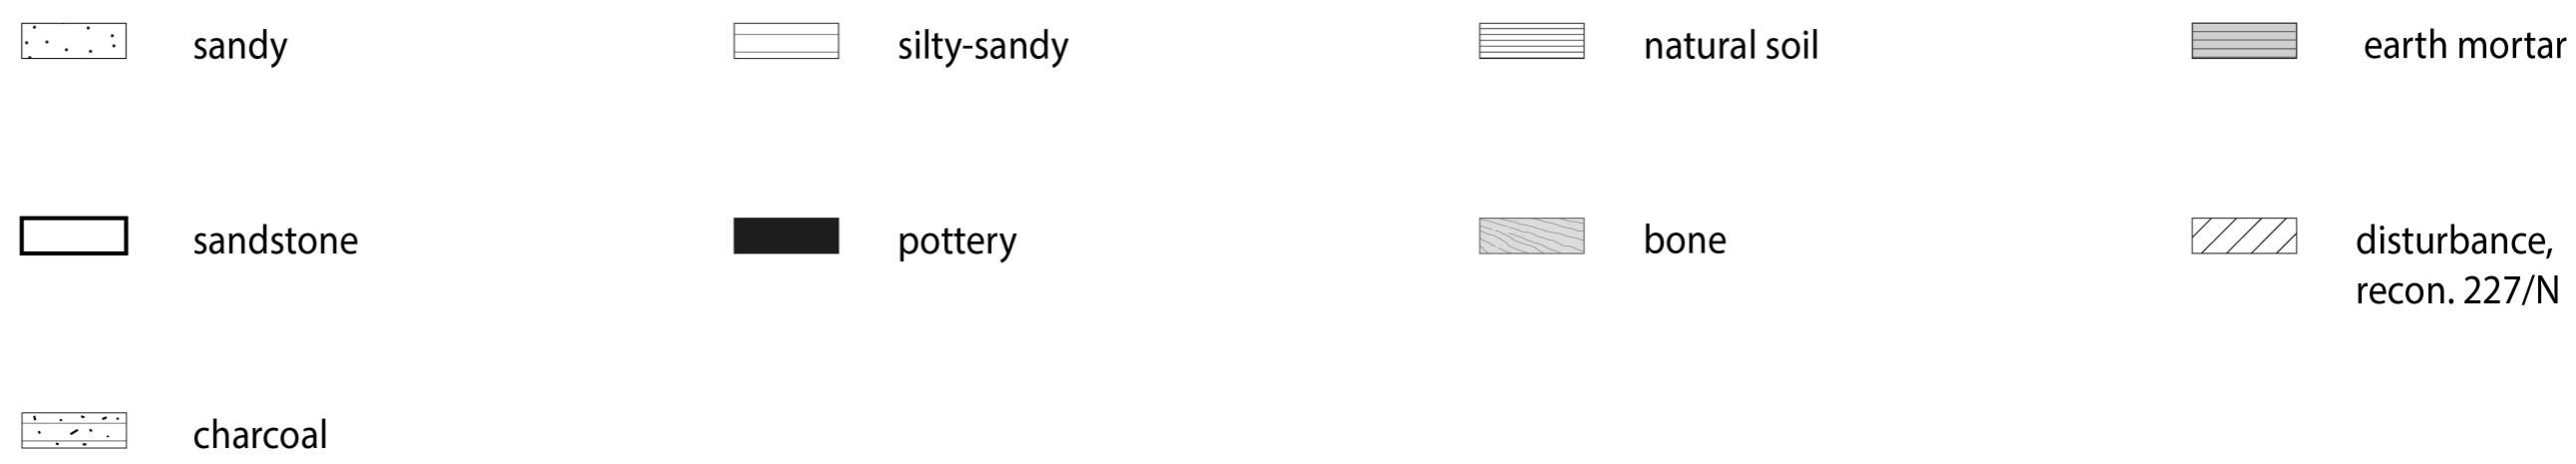 sandy
silty-sandy
natural soil
earth mortar
sandstone
pottery
bone
disturbance,
recon. 227/N
charcoal